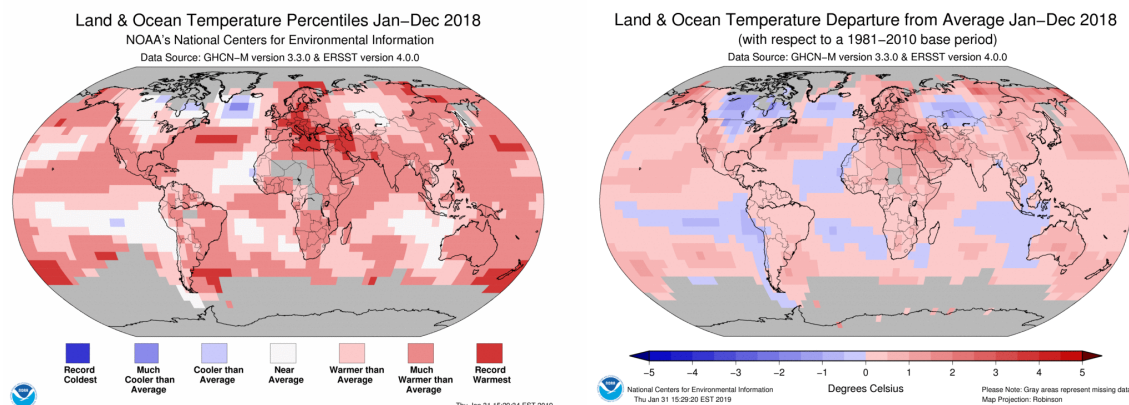 Land & Ocean Temperature Percentiles Jan–Dec 2018
NOAA's National Centers for Environmental Information
Data Source: GHCN–M version 3.3.0 & ERSST version 4.0.0
Record
Coldest
Much
Cooler than
Average
Cooler than
Average
Near
Average
Warmer than
Average
Much
Warmer than
Average
Record
Warmest
Land & Ocean Temperature Departure from Average Jan–Dec 2018
(with respect to a 1981–2010 base period)
Data Source: GHCN–M version 3.3.0 & ERSST version 4.0.0
−5 −4 −3 −2 −1 0 1 2 3 4 5
Degrees Celsius
National Centers for Environmental Information
Thu Jan 31 15:29:20 EST 2019
Please Note: Gray areas represent missing data
Map Projection: Robinson